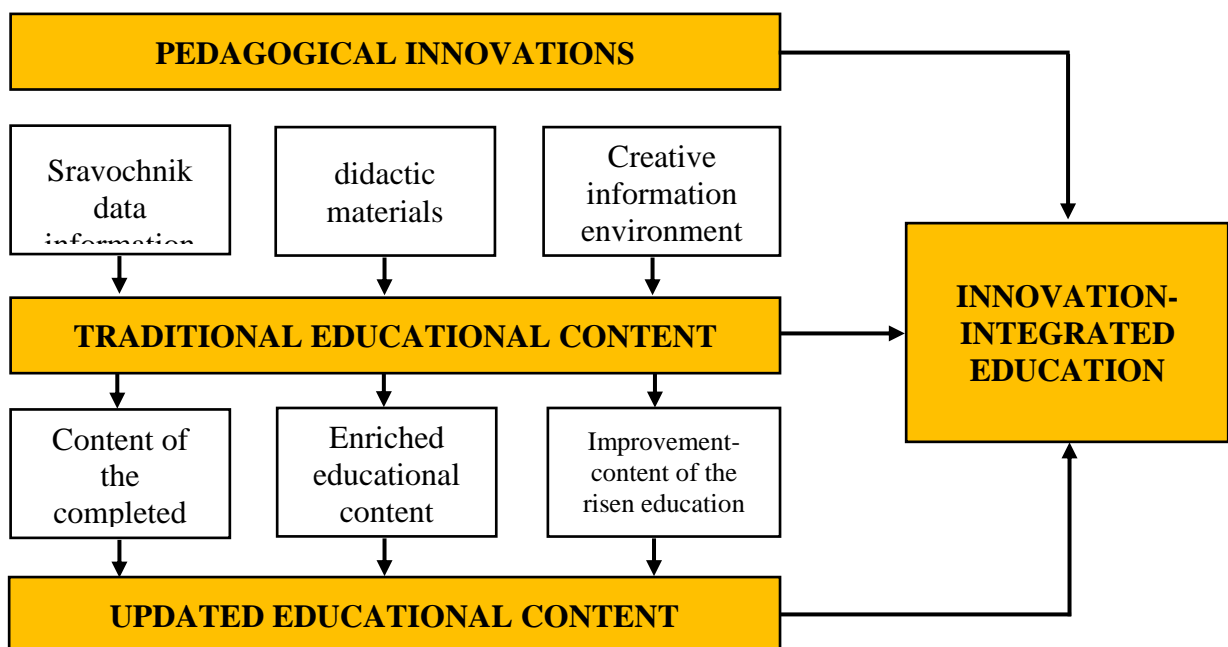 PEDAGOGICAL INNOVATIONS
Sravochnik
data
information
didactic
materials
Creative
information
environment
TRADITIONAL EDUCATIONAL CONTENT
INNOVATION-
INTEGRATED
EDUCATION
Content of
the
completed
Enriched
educational
content
Improvement-
content of the
risen education
UPDATED EDUCATIONAL CONTENT